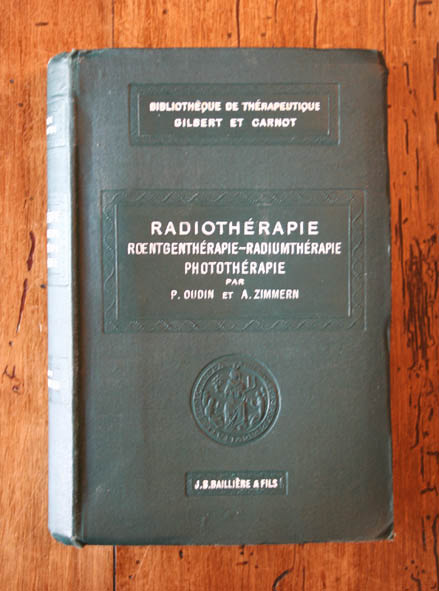 BIBLIOTHÈQUE DE THÉRAPEUTIQUE
GILBERT ET CARNOT
RADIOTHÉRAPIE
RŒNTGENTHÉRAPIE-RADIUMTHÉRAPIE
PHOTOTHÉRAPIE
PAR
P. OUDIN ET A. ZIMMERN
J.B. BAILLIÈRE & FILS